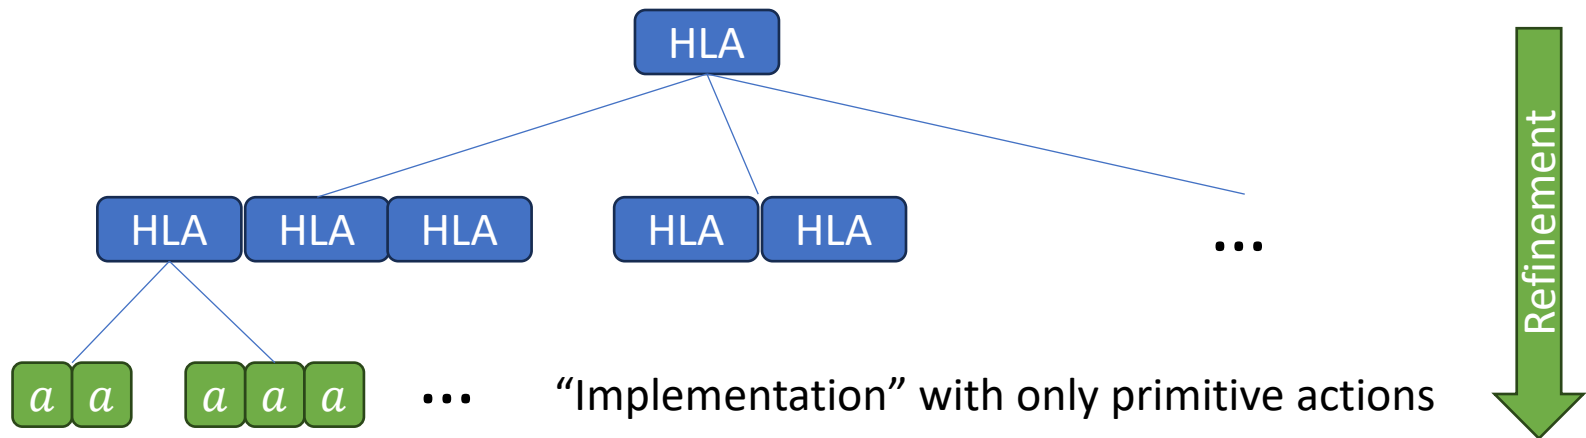 HLA
HLA HLA HLA HLA HLA
...
Refinement
a a a a a ... “Implementation” with only primitive actions